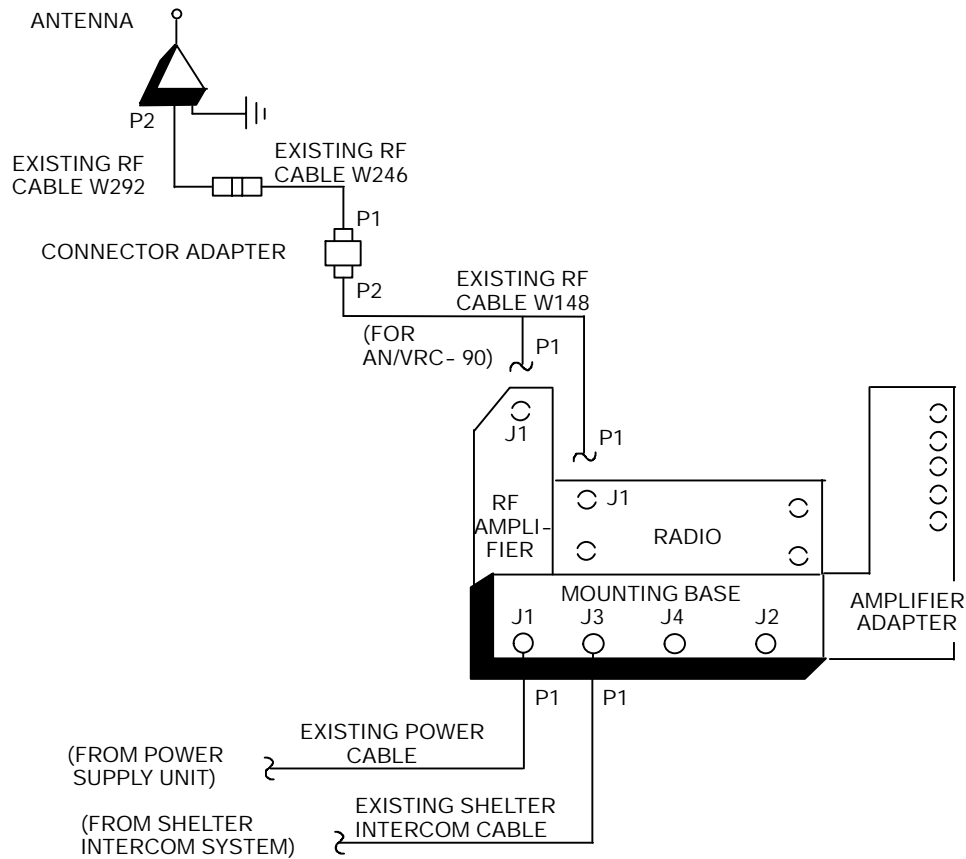 ANTENNA
P2
EXISTING RF
CABLE W292
EXISTING RF
CABLE W246
P1
CONNECTOR ADAPTER
P2
EXISTING RF
CABLE W148
(FOR
AN/VRC- 90)
P1
J1
P1
RF
AMPLI-
FIER
J1
RADIO
MOUNTING BASE
J1
J3
J4
J2
AMPLIFIER
ADAPTER
P1
P1
EXISTING POWER
CABLE
(FROM POWER
SUPPLY UNIT)
EXISTING SHELTER
INTERCOM CABLE
(FROM SHELTER
INTERCOM SYSTEM)